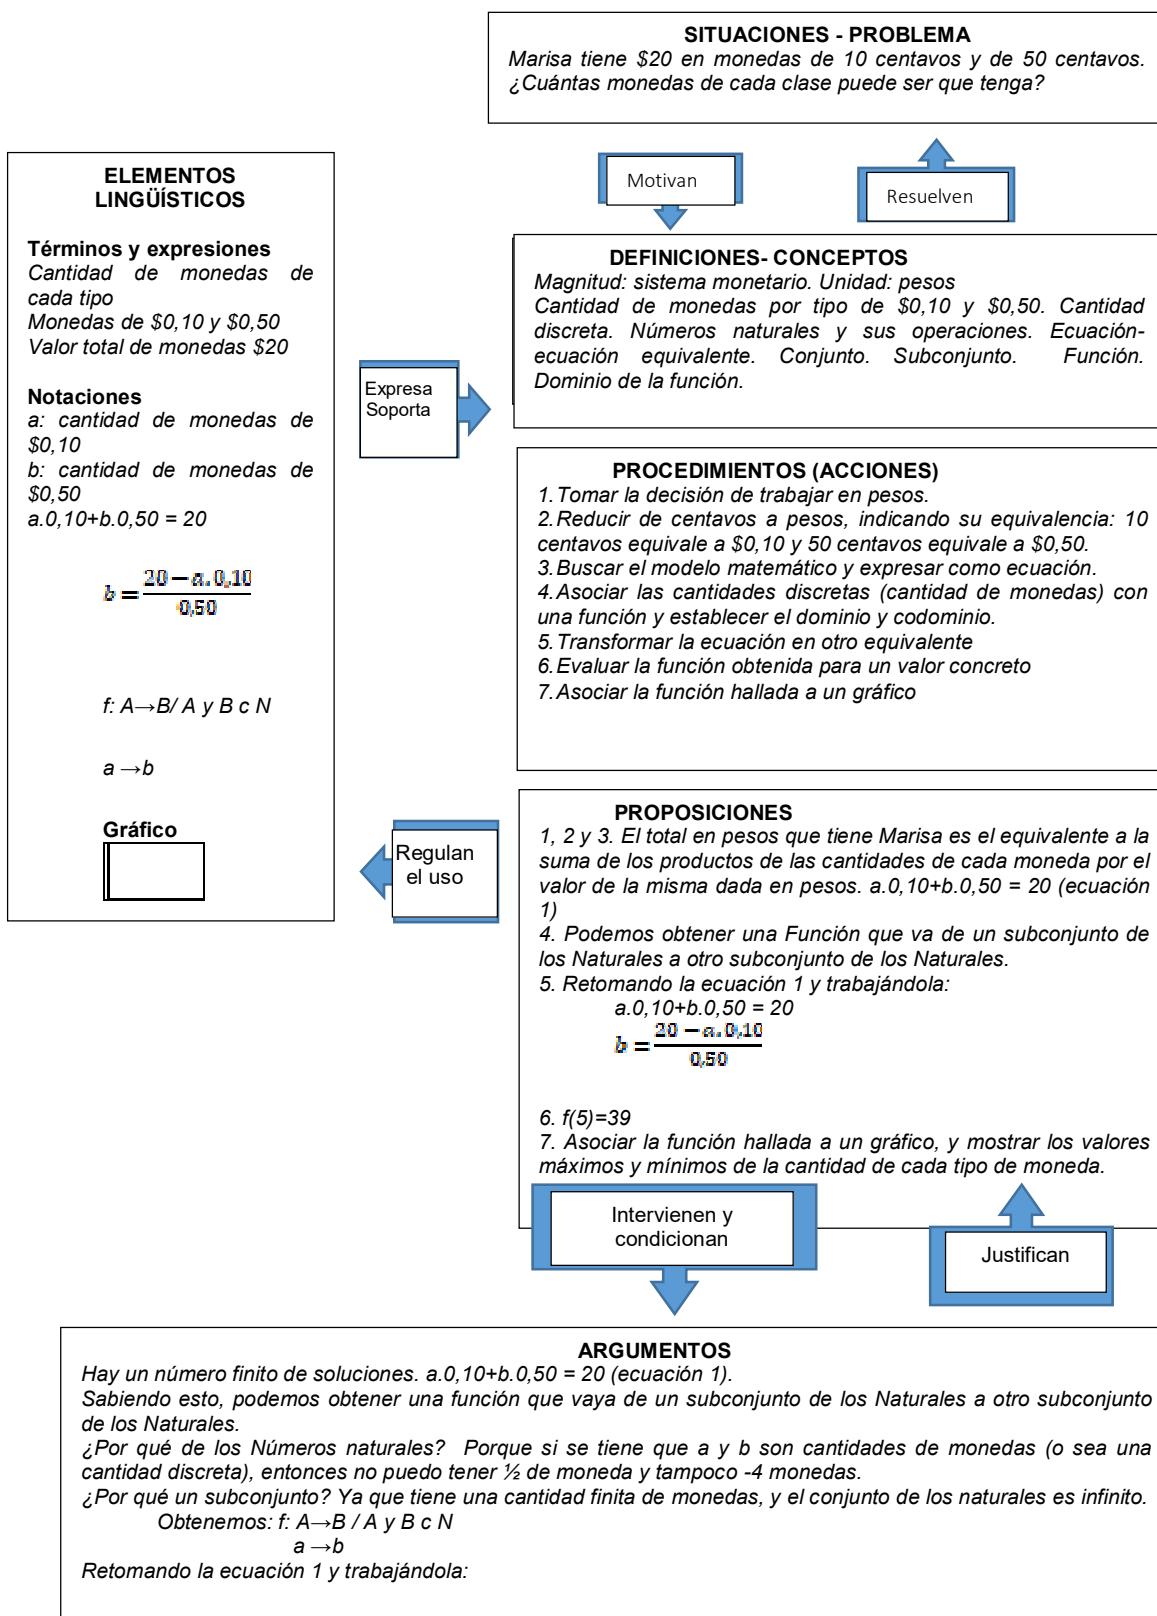 SITUACIONES - PROBLEMA
Marisa tiene $20 en monedas de 10 centavos y de 50 centavos.
¿Cuántas monedas de cada clase puede ser que tenga?
Motivan
Resuelven
ELEMENTOS
LINGÜÍSTICOS
Términos y expresiones
Cantidad de monedas de
cada tipo
Monedas de $0,10 y $0,50
Valor total de monedas $20
Notaciones
a: cantidad de monedas de
$0,10
b: cantidad de monedas de
$0,50
a.0,10+b.0,50 = 20
b = (20 − a.0,10)/0,50
f: A→B/ A y B c N
a →b
Gráfico
Expresa
Soporta
DEFINICIONES- CONCEPTOS
Magnitud: sistema monetario. Unidad: pesos
Cantidad de monedas por tipo de $0,10 y $0,50. Cantidad
discreta. Números naturales y sus operaciones. Ecuación-
ecuación equivalente. Conjunto. Subconjunto. Función.
Dominio de la función.
PROCEDIMIENTOS (ACCIONES)
1. Tomar la decisión de trabajar en pesos.
2. Reducir de centavos a pesos, indicando su equivalencia: 10
centavos equivale a $0,10 y 50 centavos equivale a $0,50.
3. Buscar el modelo matemático y expresar como ecuación.
4. Asociar las cantidades discretas (cantidad de monedas) con
una función y establecer el dominio y codominio.
5. Transformar la ecuación en otro equivalente
6. Evaluar la función obtenida para un valor concreto
7. Asociar la función hallada a un gráfico
Regulan
el uso
PROPOSICIONES
1, 2 y 3. El total en pesos que tiene Marisa es el equivalente a la
suma de los productos de las cantidades de cada moneda por el
valor de la misma dada en pesos. a.0,10+b.0,50 = 20 (ecuación
1)
4. Podemos obtener una Función que va de un subconjunto de
los Naturales a otro subconjunto de los Naturales.
5. Retomando la ecuación 1 y trabajándola:
a.0,10+b.0,50 = 20
b = (20 − a.0,10)/0,50
6. f(5)=39
7. Asociar la función hallada a un gráfico, y mostrar los valores
máximos y mínimos de la cantidad de cada tipo de moneda.
Intervienen y
condicionan
Justifican
ARGUMENTOS
Hay un número finito de soluciones. a.0,10+b.0,50 = 20 (ecuación 1).
Sabiendo esto, podemos obtener una función que vaya de un subconjunto de los Naturales a otro subconjunto
de los Naturales.
¿Por qué de los Números naturales? Porque si se tiene que a y b son cantidades de monedas (o sea una
cantidad discreta), entonces no puedo tener ½ de moneda y tampoco -4 monedas.
¿Por qué un subconjunto? Ya que tiene una cantidad finita de monedas, y el conjunto de los naturales es infinito.
Obtenemos: f: A→B / A y B c N
a →b
Retomando la ecuación 1 y trabajándola: